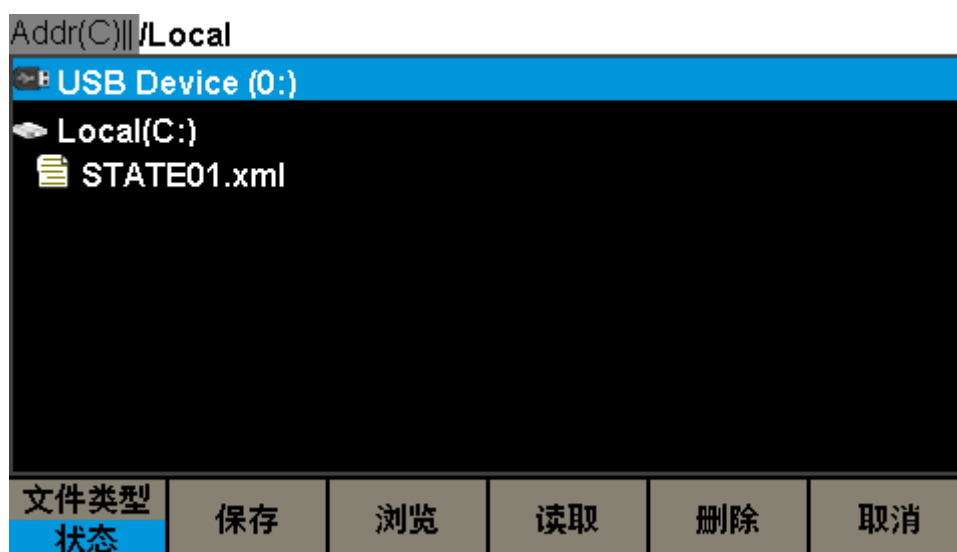 Addr(C)|| /Local
USB Device (0:)
Local(C:)
STATE01.xml
文件类型 保存 浏览 读取 删除 取消
状态